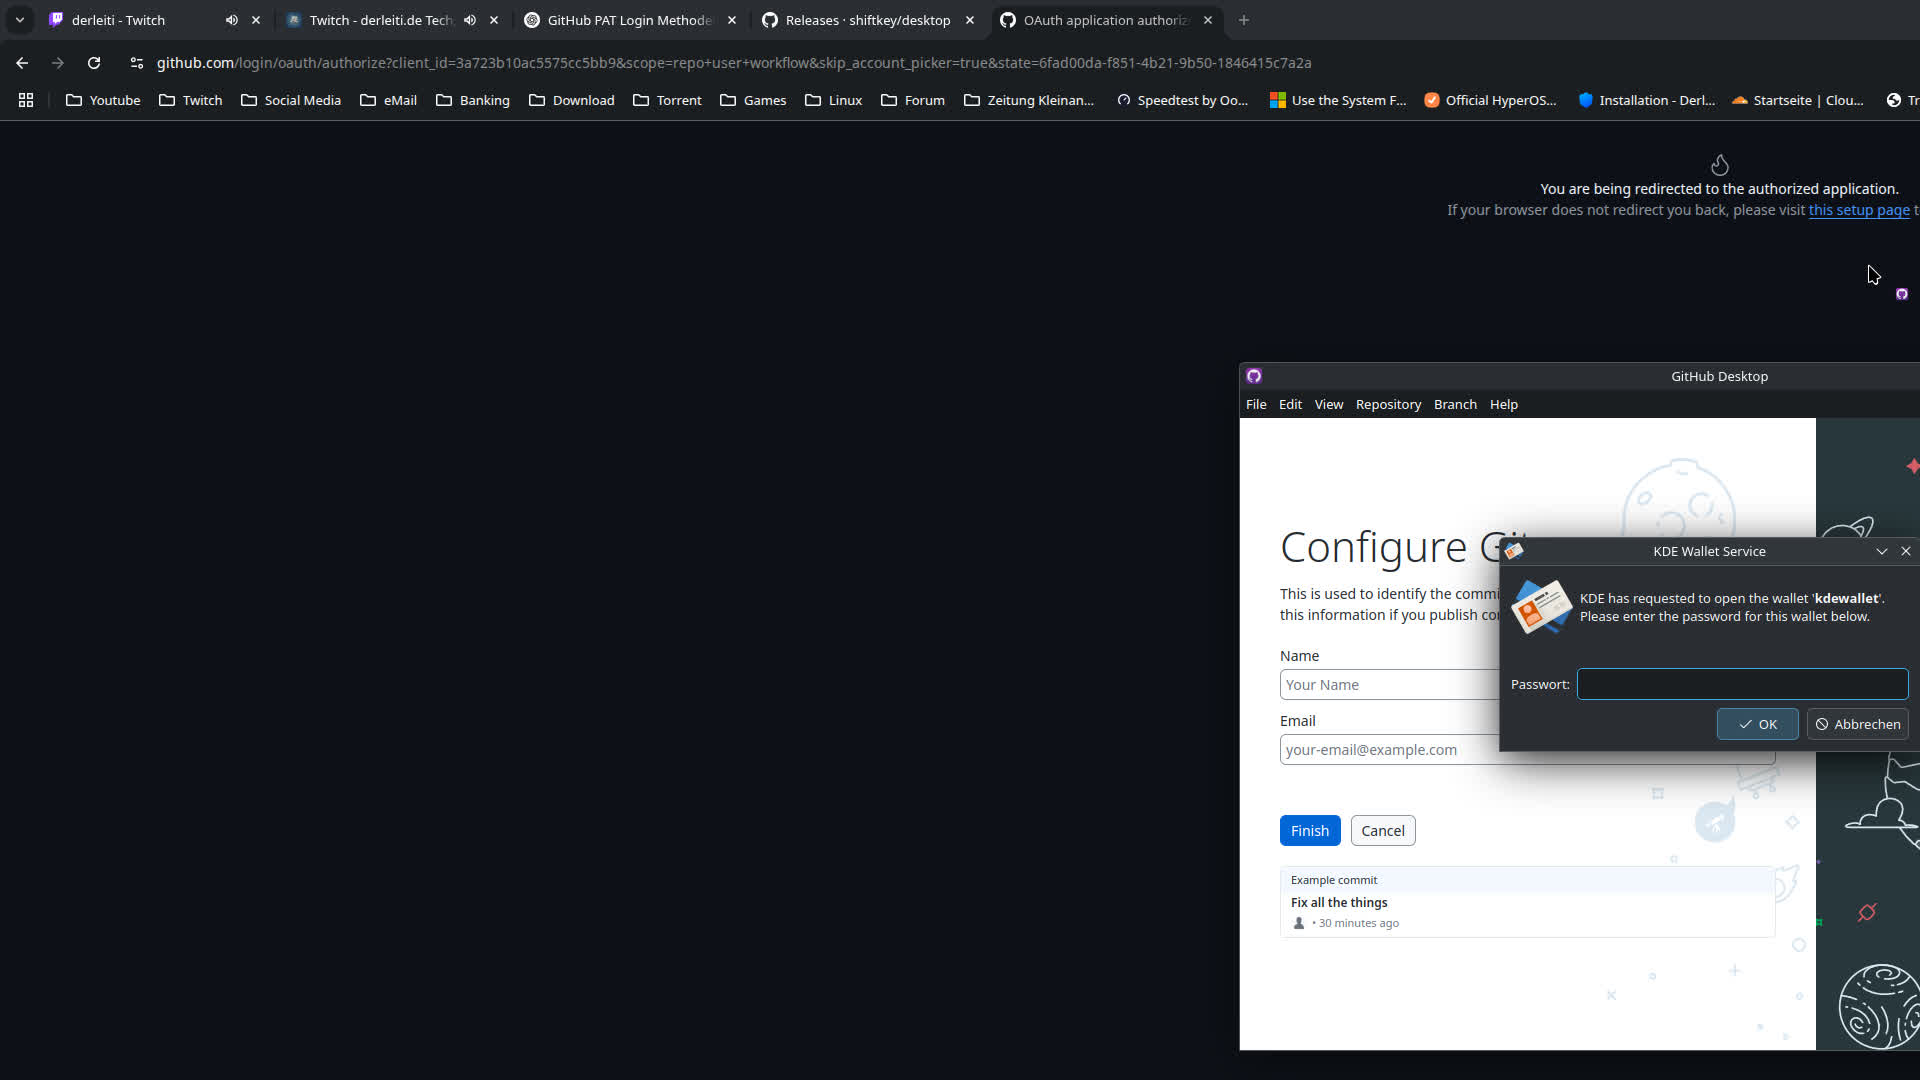 derleiti - Twitch
Twitch - derleiti.de Tech
GitHub PAT Login Methode
Releases · shiftkey/desktop
OAuth application authoriz
github.com/login/oauth/authorize?client_id=3a723b10ac5575cc5bb9&scope=repo+user+workflow&skip_account_picker=true&state=6fad00da-f851-4b21-9b50-1846415c7a2a
Youtube
Twitch
Social Media
eMail
Banking
Download
Torrent
Games
Linux
Forum
Zeitung Kleinan...
Speedtest by Oo...
Use the System F...
Official HyperOS...
Installation - Derl...
Startseite | Clou...
Tr
You are being redirected to the authorized application.
If your browser does not redirect you back, please visit this setup page t
GitHub Desktop
File Edit View Repository Branch Help
Configure Git
This is used to identify the commi
this information if you publish co
Name
Your Name
Email
your-email@example.com
Finish
Cancel
Example commit
Fix all the things
• 30 minutes ago
KDE Wallet Service
KDE has requested to open the wallet 'kdewallet'.
Please enter the password for this wallet below.
Passwort:
OK
Abbrechen